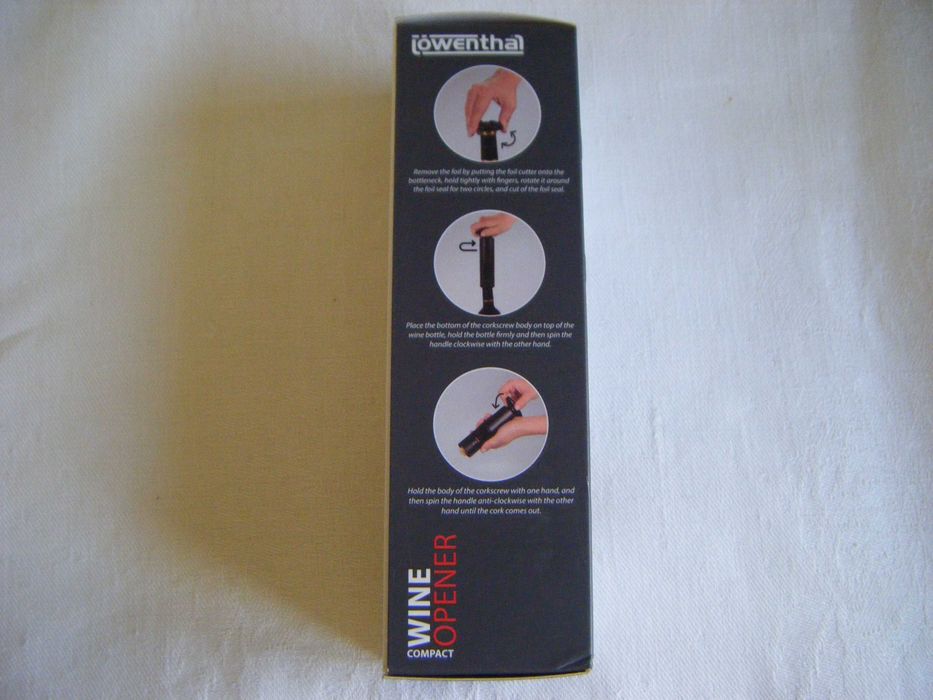 löwenthal
Remove the foil by putting the foil cutter onto the
bottleneck, hold tightly with fingers, rotate it around
the foil seal for two circles, and cut of the foil seal.
Place the bottom of the corkscrew body on top of the
wine bottle, hold the bottle firmly and then spin the
handle clockwise with the other hand.
Hold the body of the corkscrew with one hand, and
then spin the handle anti-clockwise with the other
hand until the cork comes out.
WINE
OPENER
COMPACT